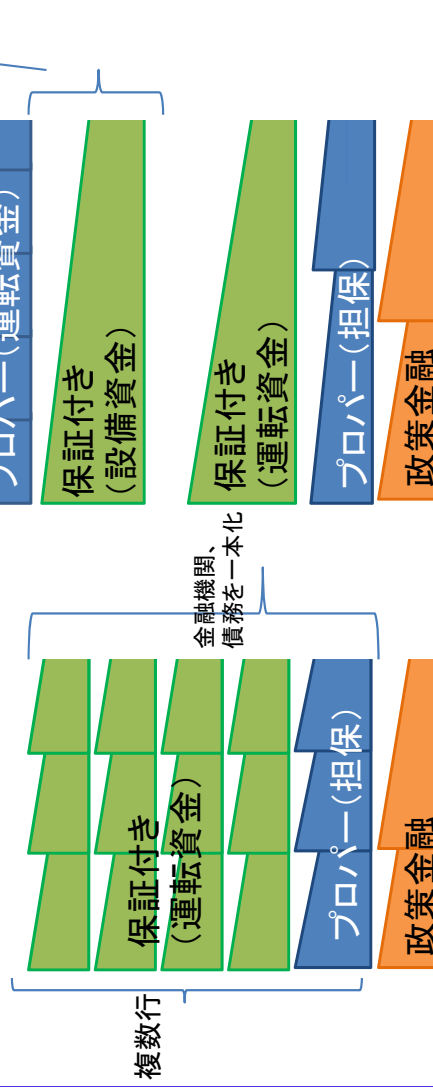 プロパー（運転資金）
保証付き
（設備資金）
保証付き
（運転資金）
プロパー（担保）
政策金融
金融機関、
債務を一本化
保証付き
（運転資金）
プロパー（担保）
政策金融
複数行